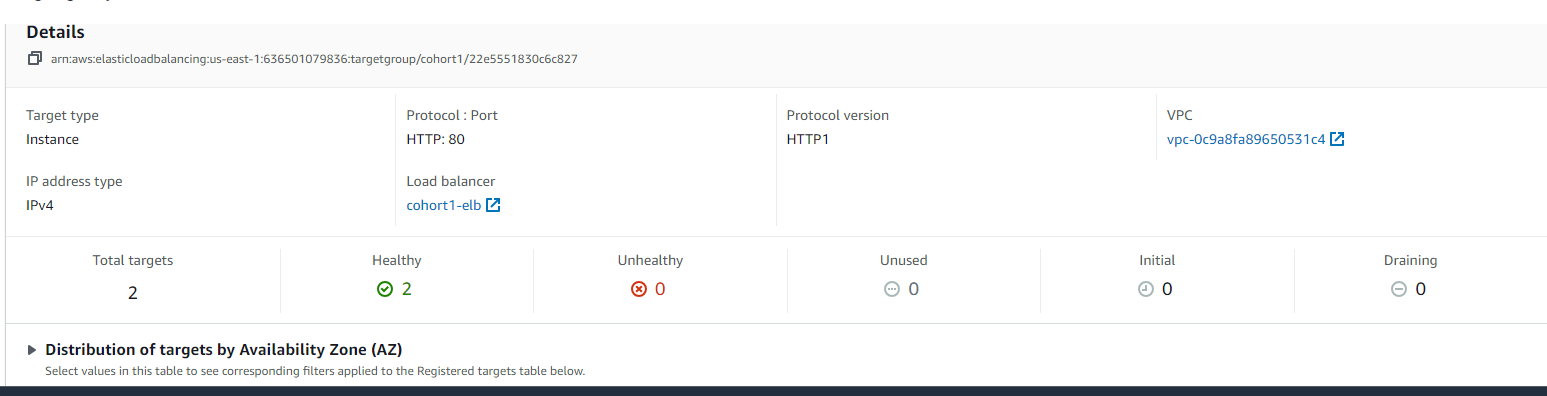 Details
arn:aws:elasticloadbalancing:us-east-1:636501079836:targetgroup/cohort1/22e5551830c6c827
Target type
Instance
Protocol : Port
HTTP: 80
Protocol version
HTTP1
VPC
vpc-0c9a8fa89650531c4
IP address type
IPv4
Load balancer
cohort1-elb
Total targets
2
Healthy
2
Unhealthy
0
Unused
0
Initial
0
Draining
0
Distribution of targets by Availability Zone (AZ)
Select values in this table to see corresponding filters applied to the Registered targets table below.